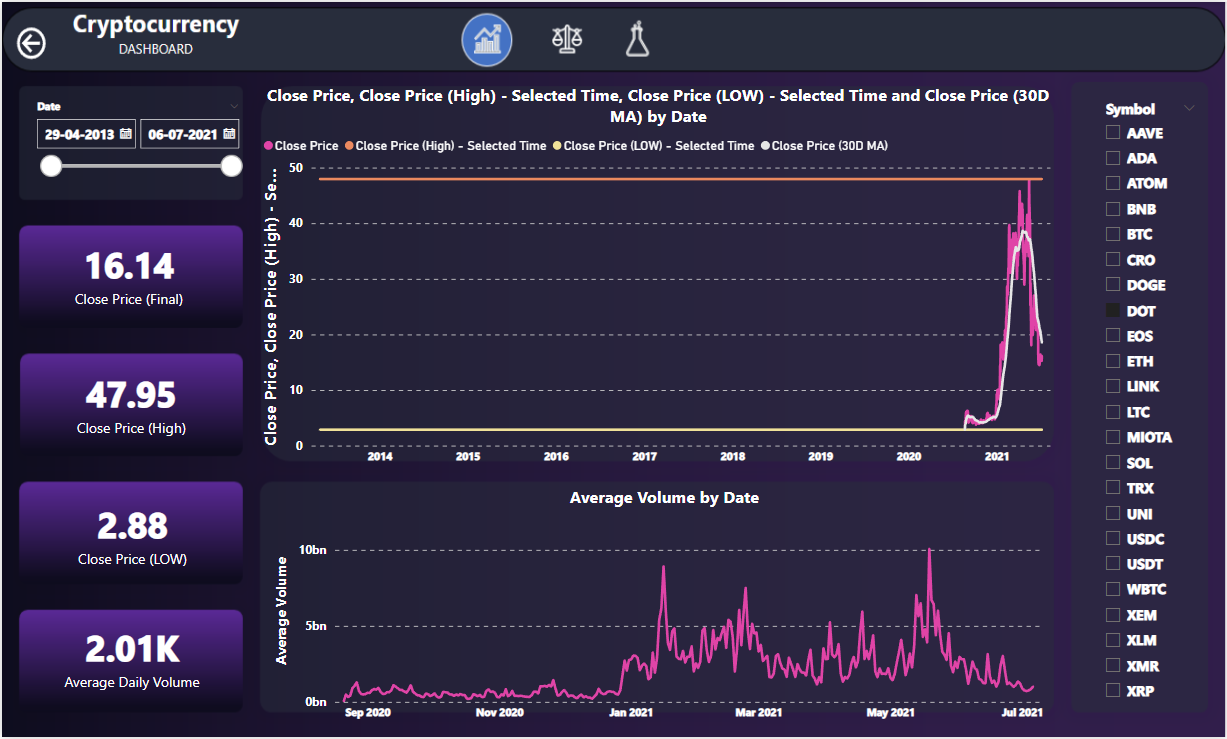 Cryptocurrency
DASHBOARD
Date
29-04-2013
06-07-2021
16.14
Close Price (Final)
47.95
Close Price (High)
2.88
Close Price (LOW)
2.01K
Average Daily Volume
Close Price, Close Price (High) - Selected Time, Close Price (LOW) - Selected Time and Close Price (30D
MA) by Date
Close Price
Close Price (High) - Selected Time
Close Price (LOW) - Selected Time
Close Price (30D MA)
Close Price, Close Price (High) - Se...
50
40
30
20
10
0
2014
2015
2016
2017
2018
2019
2020
2021
Average Volume by Date
Average Volume
10bn
5bn
0bn
Sep 2020
Nov 2020
Jan 2021
Mar 2021
May 2021
Jul 2021
Symbol
AAVE
ADA
ATOM
BNB
BTC
CRO
DOGE
DOT
EOS
ETH
LINK
LTC
MIOTA
SOL
TRX
UNI
USDC
USDT
WBTC
XEM
XLM
XMR
XRP